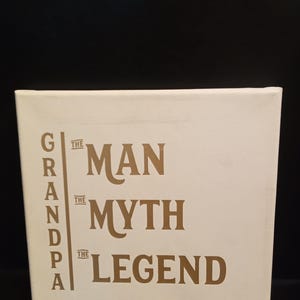 GRANDPA
THE MAN
THE MYTH
THE LEGEND